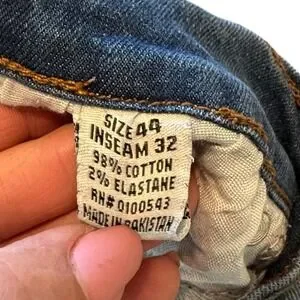 SIZE 44
INSEAM 32
98% COTTON
2% ELASTANE
RN# 0100543
MADE IN PAKISTAN